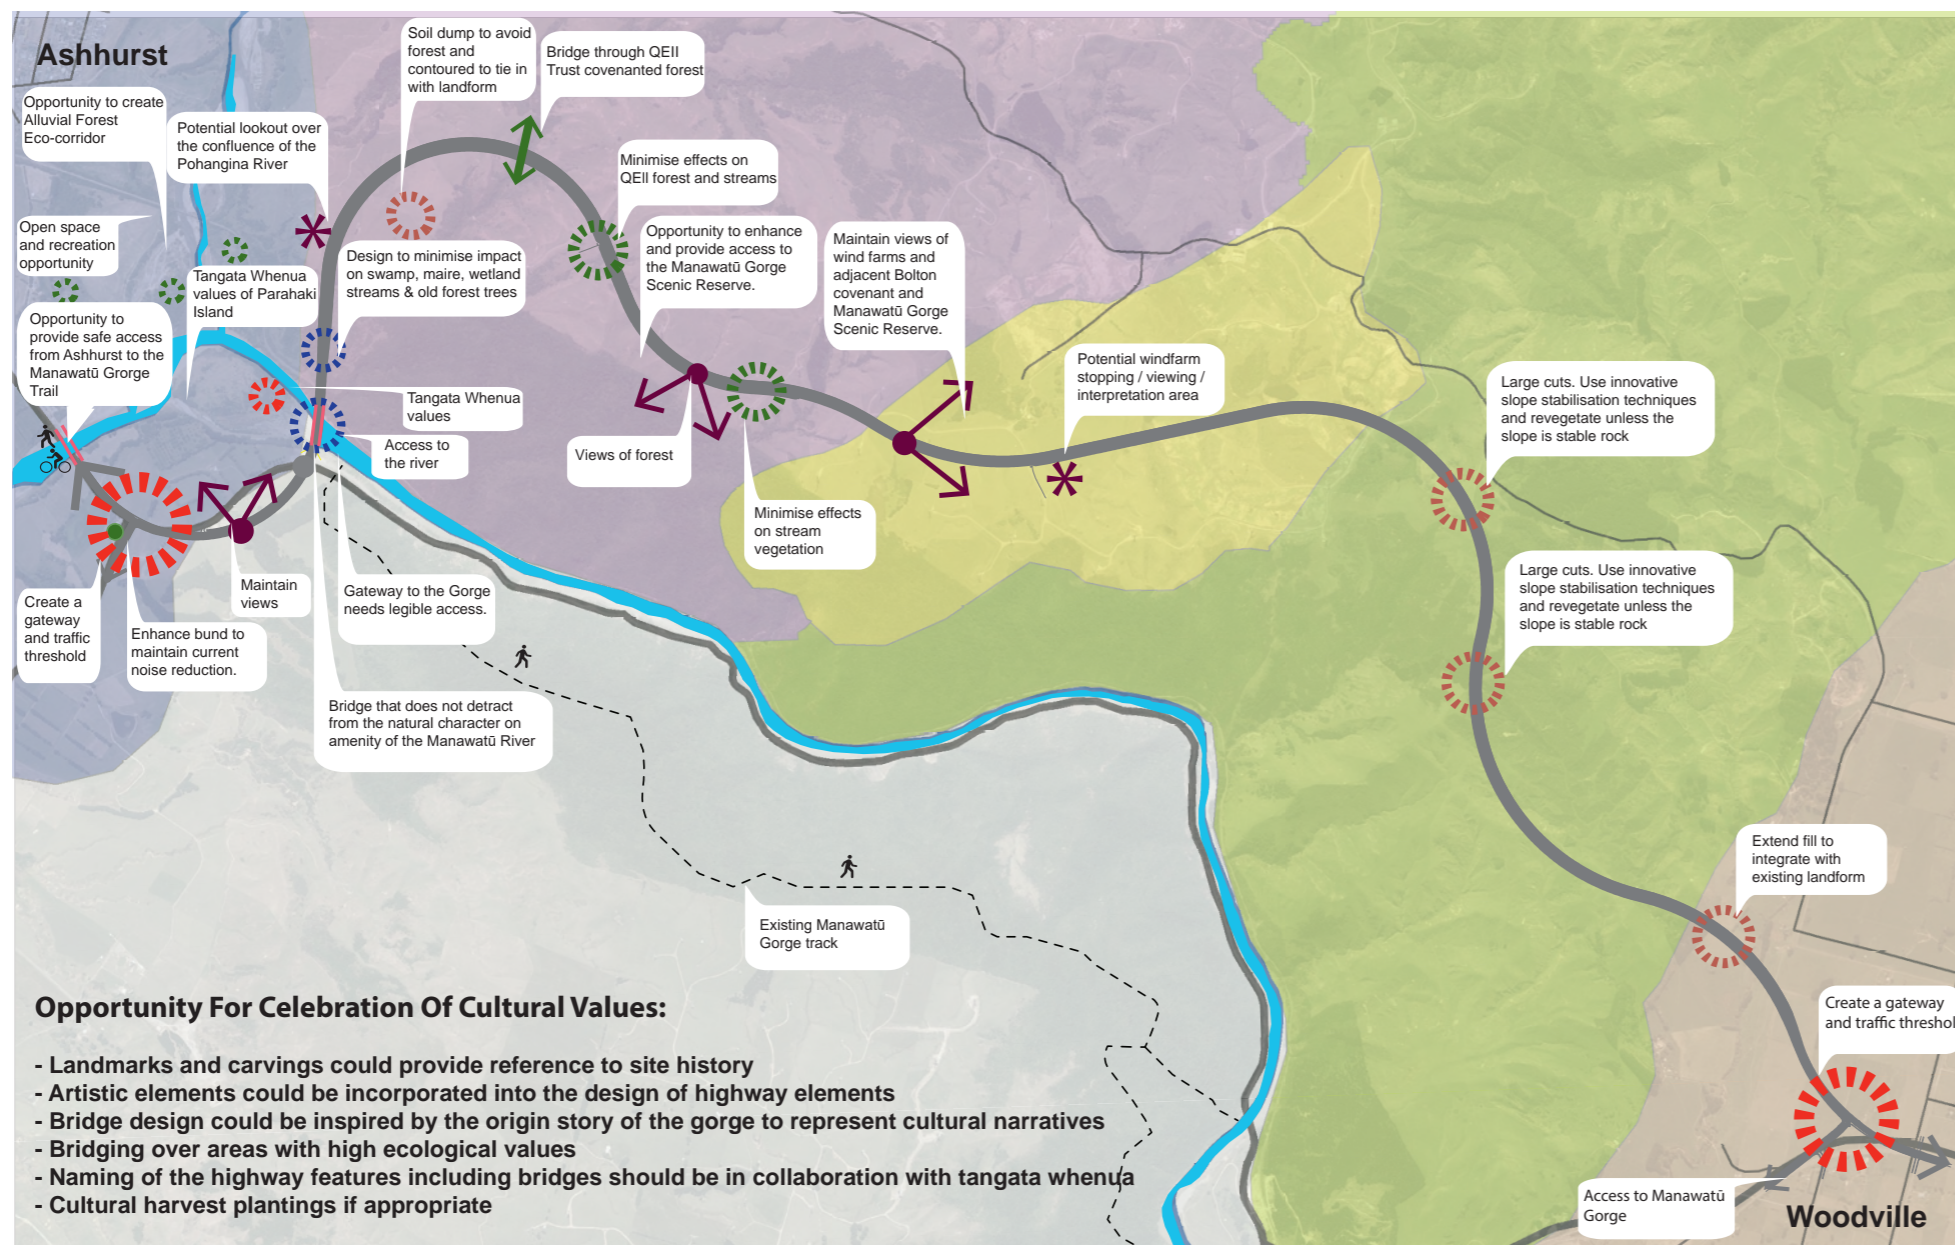 Ashhurst
Opportunity to create
Alluvial Forest
Eco-corridor
Potential lookout over
the confluence of the
Pohangina River
Soil dump to avoid
forest and
contoured to tie in
with landform
Bridge through QEII
Trust covenanted forest
Minimise effects on
QEII forest and streams
Open space
and recreation
opportunity
Tangata Whenua
values of Parahaki
Island
Design to minimise impact
on swamp, maire, wetland
streams & old forest trees
Opportunity to enhance
and provide access to
the Manawatū Gorge
Scenic Reserve.
Maintain views of
wind farms and
adjacent Bolton
covenant and
Manawatū Gorge
Scenic Reserve.
Opportunity to
provide safe access
from Ashhurst to the
Manawatū Grorge
Trail
Tangata Whenua
values
Access to
the river
Views of forest
Potential windfarm
stopping / viewing /
interpretation area
Large cuts. Use innovative
slope stabilisation techniques
and revegetate unless the
slope is stable rock
Minimise effects
on stream
vegetation
Large cuts. Use innovative
slope stabilisation techniques
and revegetate unless the
slope is stable rock
Create a
gateway
and traffic
threshold
Enhance bund to
maintain current
noise reduction.
Maintain
views
Gateway to the Gorge
needs legible access.
Bridge that does not detract
from the natural character on
amenity of the Manawatū River
Extend fill to
integrate with
existing landform
Existing Manawatū
Gorge track
Create a gateway
and traffic threshol
Access to Manawatū
Gorge
Woodville
Opportunity For Celebration Of Cultural Values:
- Landmarks and carvings could provide reference to site history
- Artistic elements could be incorporated into the design of highway elements
- Bridge design could be inspired by the origin story of the gorge to represent cultural narratives
- Bridging over areas with high ecological values
- Naming of the highway features including bridges should be in collaboration with tangata whenua
- Cultural harvest plantings if appropriate